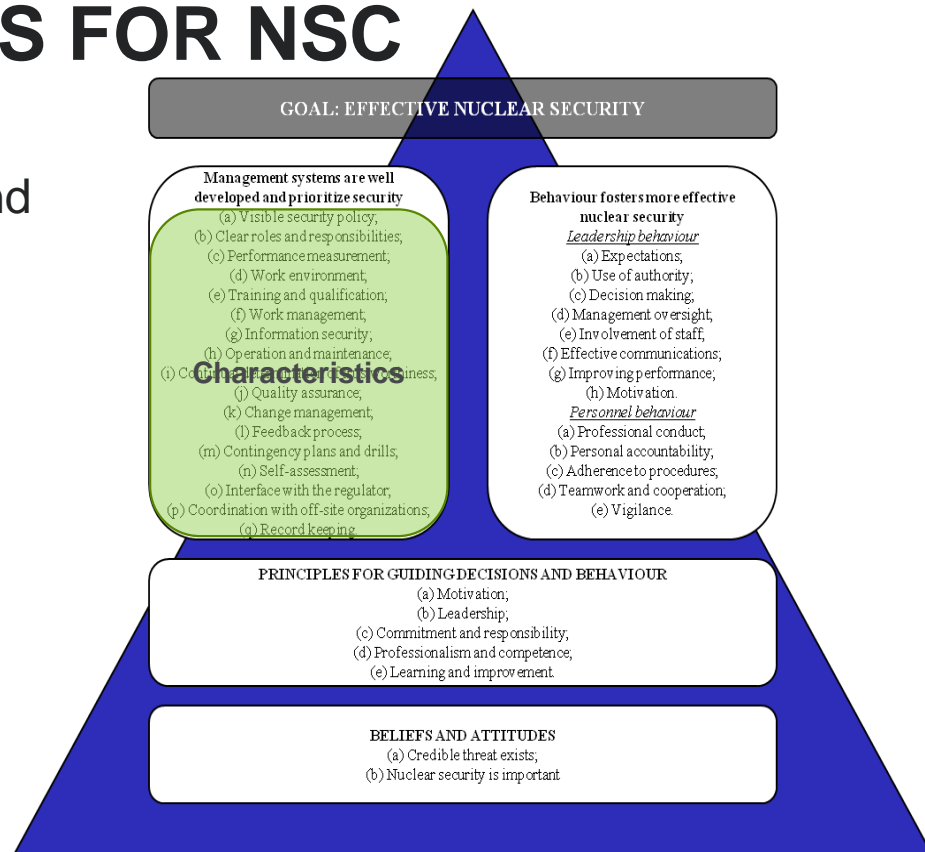 S FOR NSC
nd
GOAL: EFFECTIVE NUCLEAR SECURITY
Management systems are well
developed and prioritize security
(a) Visible security policy;
(b) Clear roles and responsibilities;
(c) Performance measurement;
(d) Work environment;
(e) Training and qualification;
(f) Work management;
(g) Information security;
(h) Operation and maintenance;
(i) of
Characteristics
(j) Quality assurance;
(k) Change management;
(l) Feedback process;
(m) Contingency plans and drills;
(n) Self-assessment;
(o) Interface with the regulator;
(p) Coordination with off-site organizations;
(q) Record keeping.
Behaviour fosters more effective
nuclear security
Leadership behaviour
(a) Expectations;
(b) Use of authority;
(c) Decision making;
(d) Management oversight;
(e) Involvement of staff;
(f) Effective communications;
(g) Improving performance;
(h) Motivation.
Personnel behaviour
(a) Professional conduct;
(b) Personal accountability;
(c) Adherence to procedures;
(d) Teamwork and cooperation;
(e) Vigilance.
PRINCIPLES FOR GUIDING DECISIONS AND BEHAVIOUR
(a) Motivation;
(b) Leadership;
(c) Commitment and responsibility;
(d) Professionalism and competence;
(e) Learning and improvement.
BELIEFS AND ATTITUDES
(a) Credible threat exists;
(b) Nuclear security is important